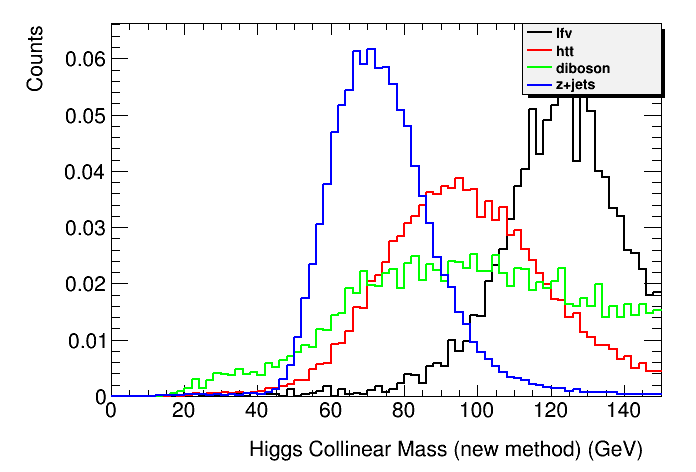 Counts
0.06
0.05
0.04
0.03
0.02
0.01
0
lfv
htt
diboson
z+jets
0 20 40 60 80 100 120 140
Higgs Collinear Mass (new method) (GeV)